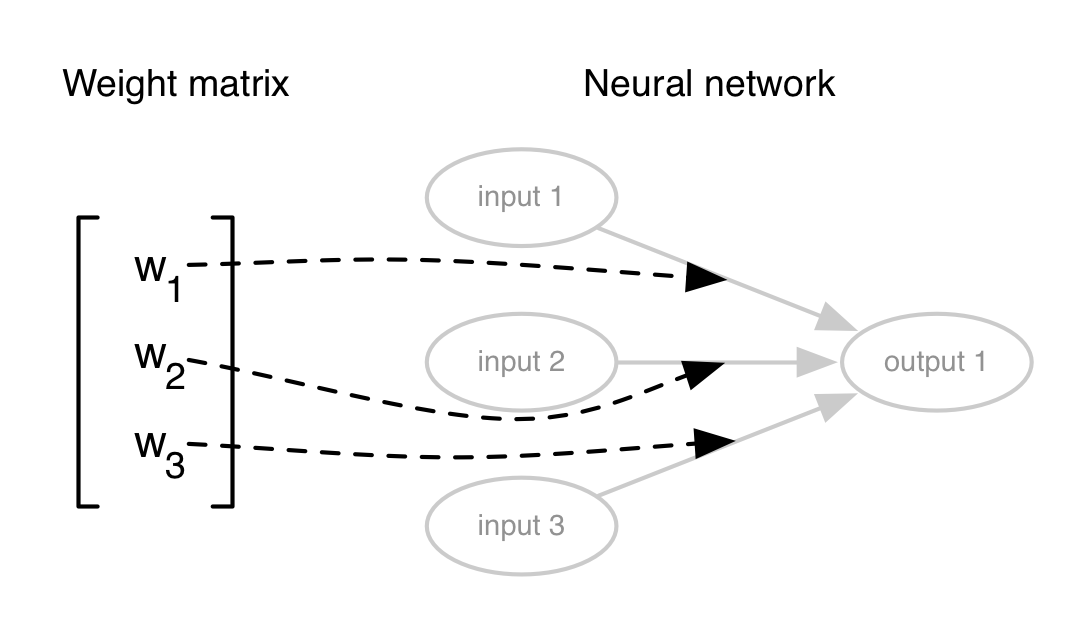 Weight matrix
Neural network
w1
w2
w3
input 1
input 2
input 3
output 1